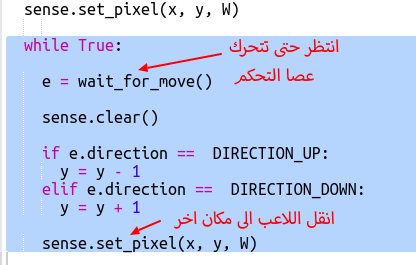 sense.set_pixel(x, y, W)
while True:
انتظر حتى تتحرك
عصا التحكم
e = wait_for_move()
sense.clear()
if e.direction ==  DIRECTION_UP:
y = y - 1
elif e.direction ==  DIRECTION_DOWN:
y = y + 1
انقل اللاعب الى مكان اخر
sense.set_pixel(x, y, W)